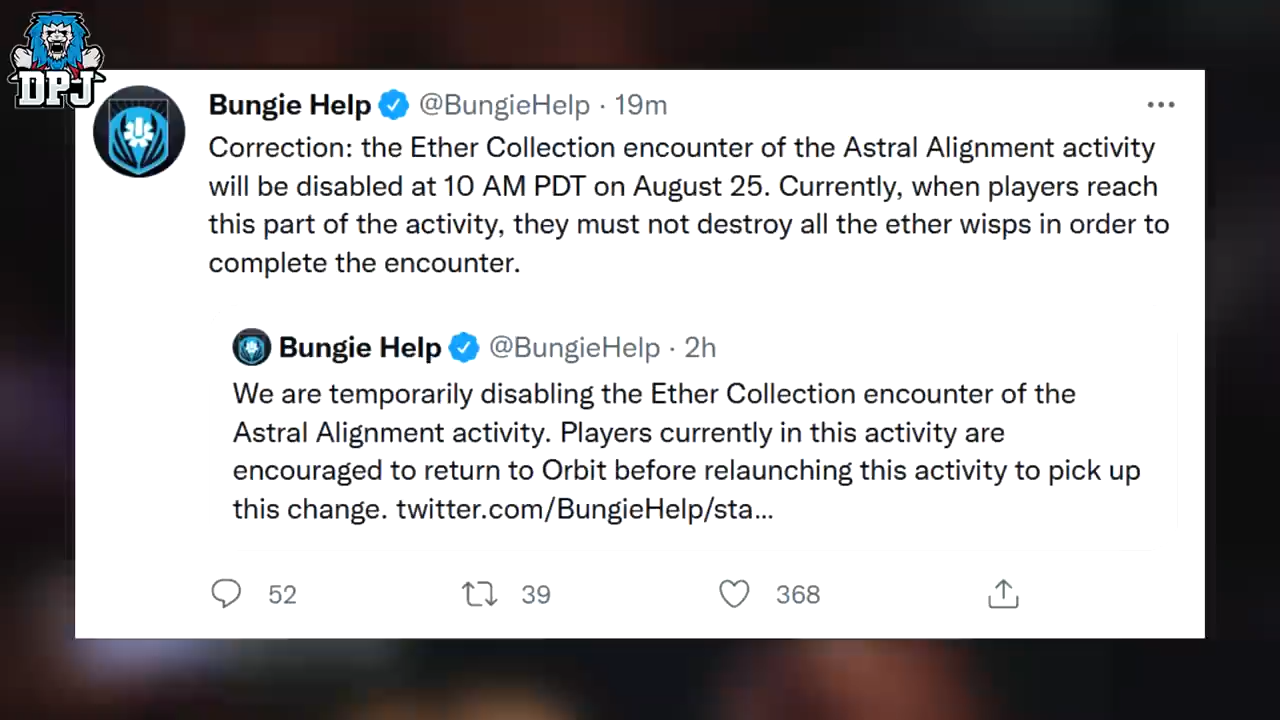 DPJ
Bungie Help @BungieHelp · 19m
Correction: the Ether Collection encounter of the Astral Alignment activity
will be disabled at 10 AM PDT on August 25. Currently, when players reach
this part of the activity, they must not destroy all the ether wisps in order to
complete the encounter.
Bungie Help @BungieHelp · 2h
We are temporarily disabling the Ether Collection encounter of the
Astral Alignment activity. Players currently in this activity are
encouraged to return to Orbit before relaunching this activity to pick up
this change. twitter.com/BungieHelp/sta...
52 39 368